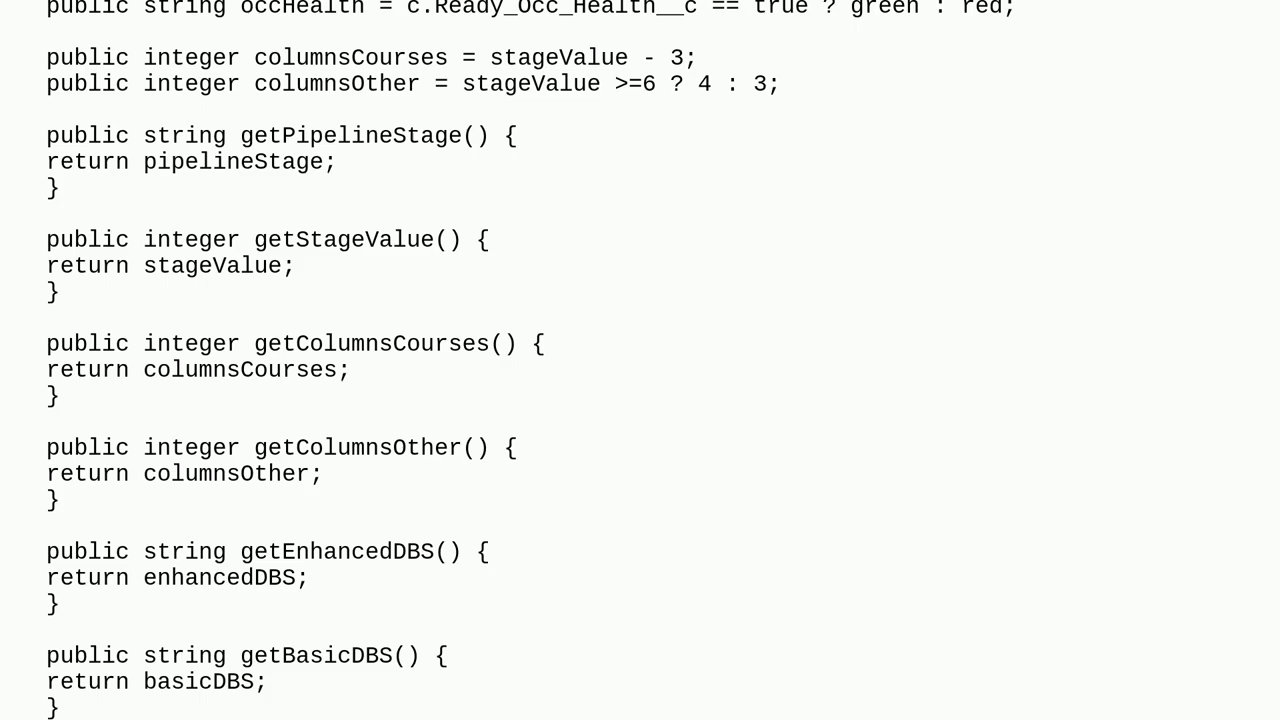 public string occHealth = c.Ready_Occ_Health__c == true ? green : red;
public integer columnsCourses = stageValue - 3;
public integer columnsOther = stageValue >=6 ? 4 : 3;
public string getPipelineStage() {
return pipelineStage;
}
public integer getStageValue() {
return stageValue;
}
public integer getColumnsCourses() {
return columnsCourses;
}
public integer getColumnsOther() {
return columnsOther;
}
public string getEnhancedDBS() {
return enhancedDBS;
}
public string getBasicDBS() {
return basicDBS;
}